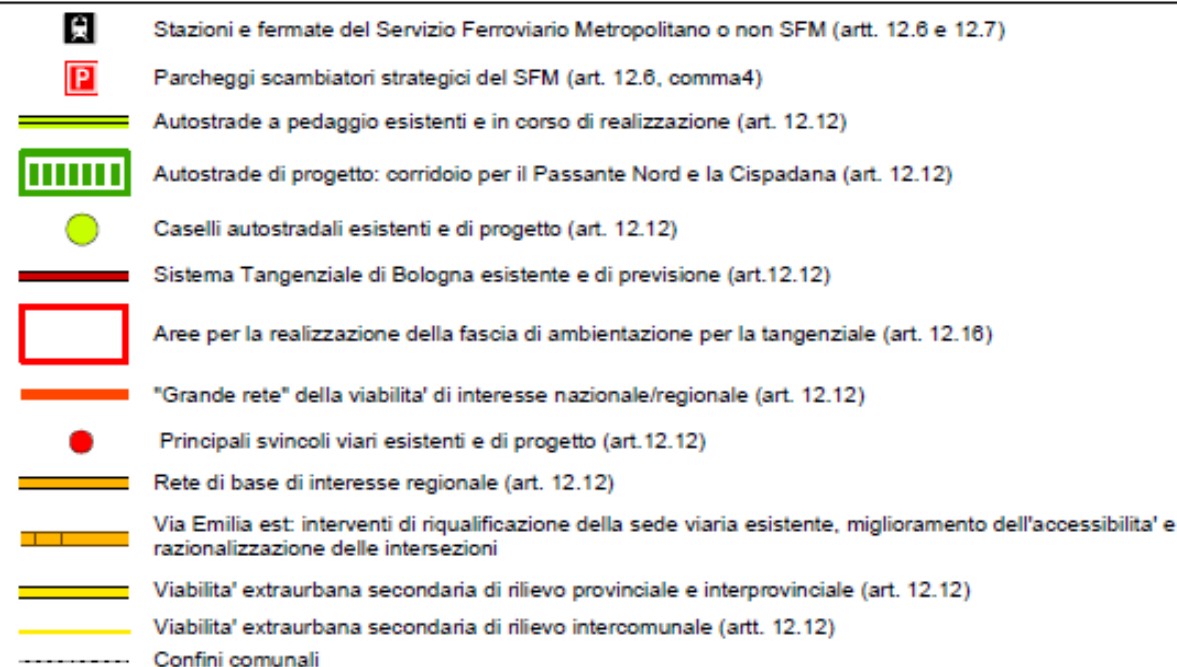 Stazioni e fermate del Servizio Ferroviario Metropolitano o non SFM (artt. 12.6 e 12.7)
P Parcheggi scambiatori strategici del SFM (art. 12.6, comma4)
Autostrade a pedaggio esistenti e in corso di realizzazione (art. 12.12)
Autostrade di progetto: corridoio per il Passante Nord e la Cispadana (art. 12.12)
Caselli autostradali esistenti e di progetto (art. 12.12)
Sistema Tangenziale di Bologna esistente e di previsione (art.12.12)
Aree per la realizzazione della fascia di ambientazione per la tangenziale (art. 12.16)
"Grande rete" della viabilita' di interesse nazionale/regionale (art. 12.12)
Principali svincoli viari esistenti e di progetto (art.12.12)
Rete di base di interesse regionale (art. 12.12)
Via Emilia est: interventi di riqualificazione della sede viaria esistente, miglioramento dell'accessibilita' e
razionalizzazione delle intersezioni
Viabilita' extraurbana secondaria di rilievo provinciale e interprovinciale (art. 12.12)
Viabilita' extraurbana secondaria di rilievo intercomunale (artt. 12.12)
Confini comunali